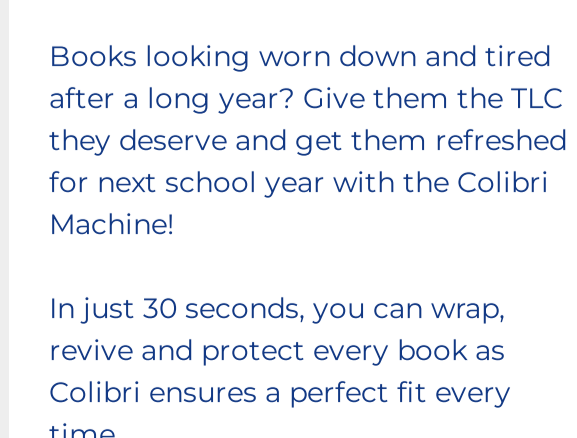 Books looking worn down and tired
after a long year? Give them the TLC
they deserve and get them refreshed
for next school year with the Colibri
Machine!
In just 30 seconds, you can wrap,
revive and protect every book as
Colibri ensures a perfect fit every
time.